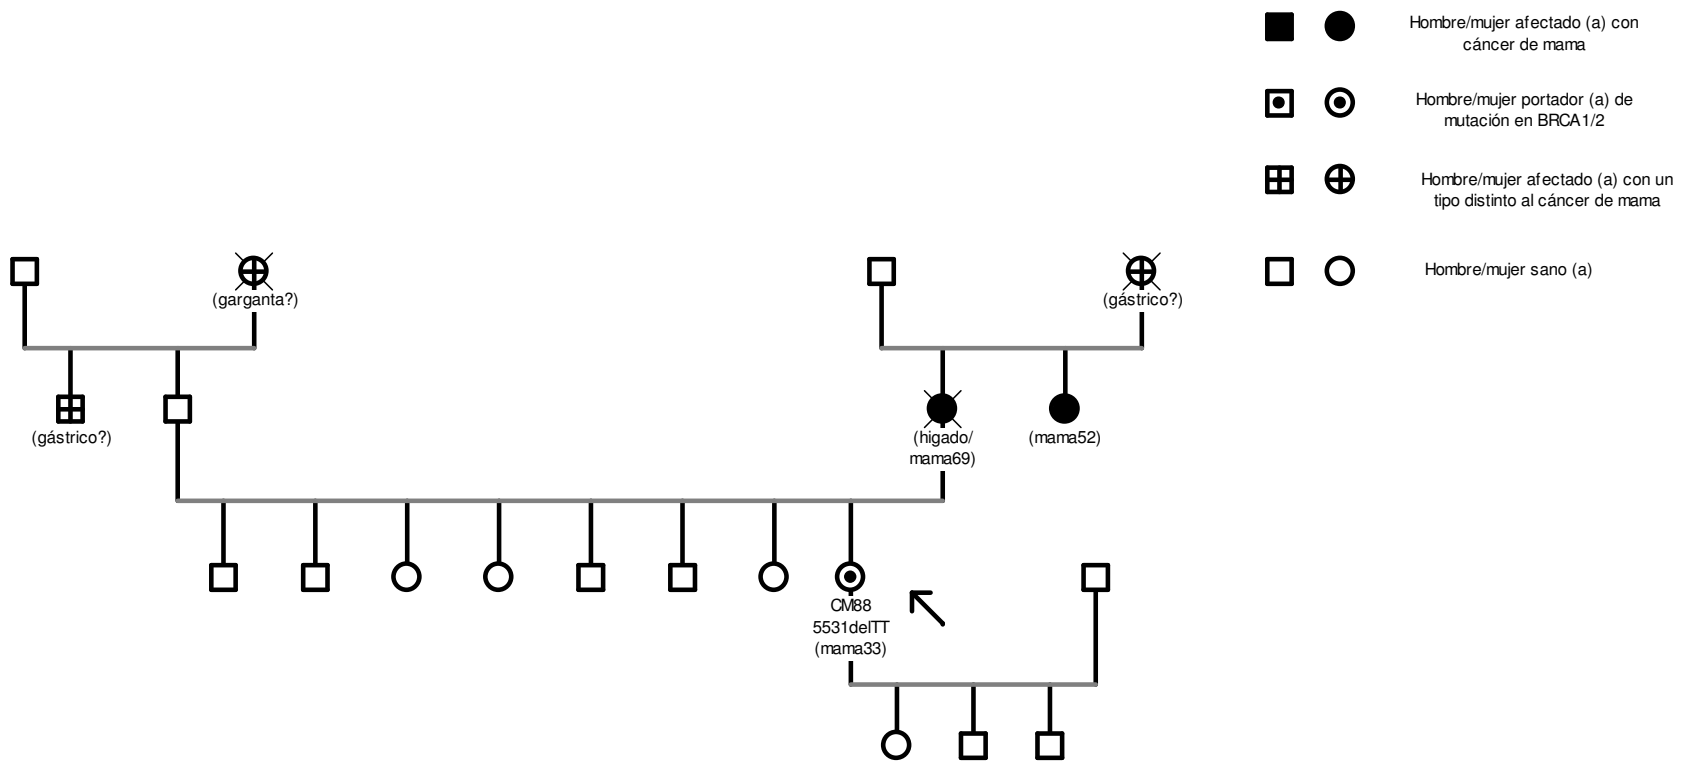 Hombre/mujer afectado (a) con
cáncer de mama
Hombre/mujer portador (a) de
mutación en BRCA1/2
Hombre/mujer afectado (a) con un
tipo distinto al cáncer de mama
Hombre/mujer sano (a)
(garganta?)
(gástrico?)
(gástrico?)
(higado/
mama69)
(mama52)
CM88
5531delTT
(mama33)